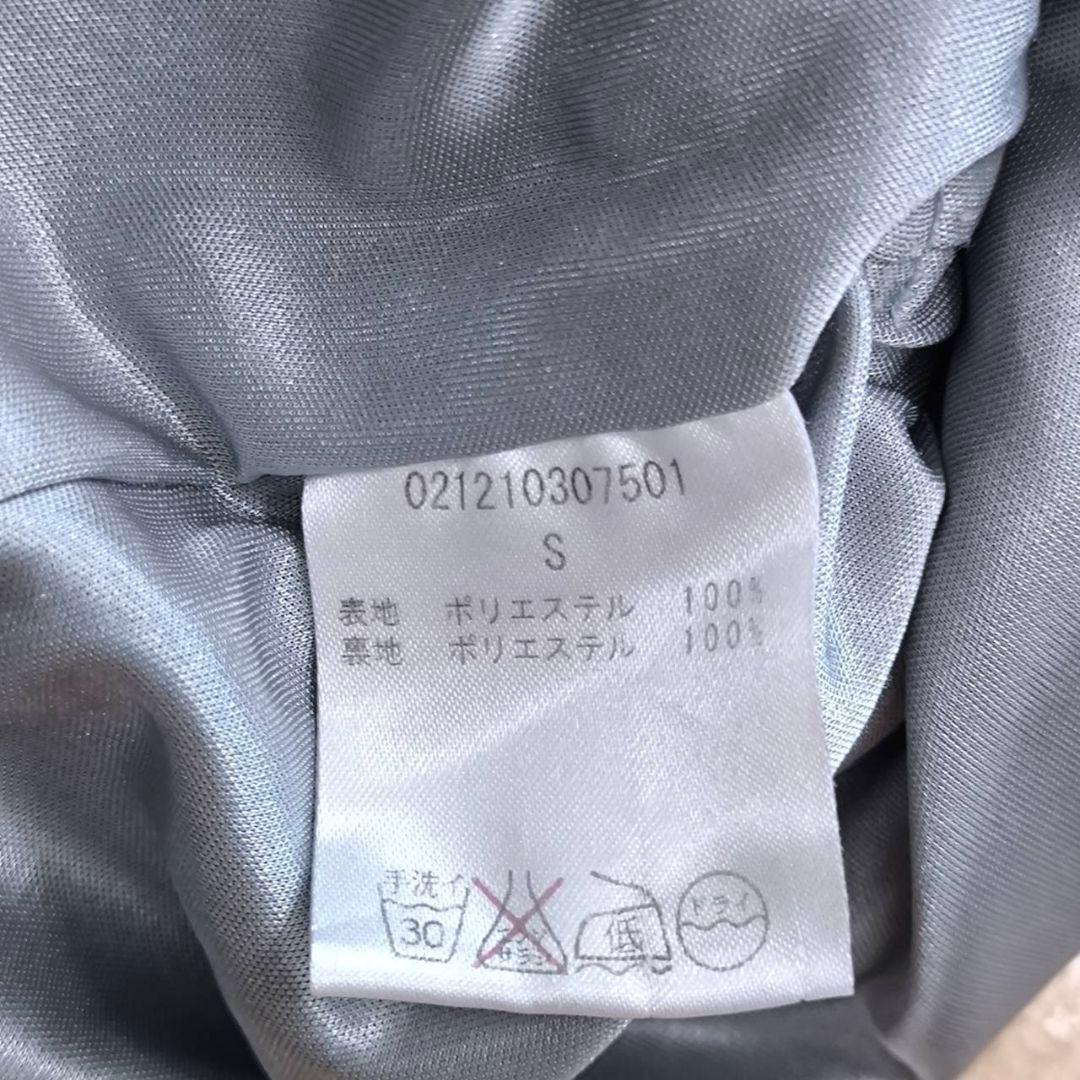 021210307501
S
表地 ポリエステル 100%
裏地 ポリエステル 100%
手洗イ
30
低
ドライ